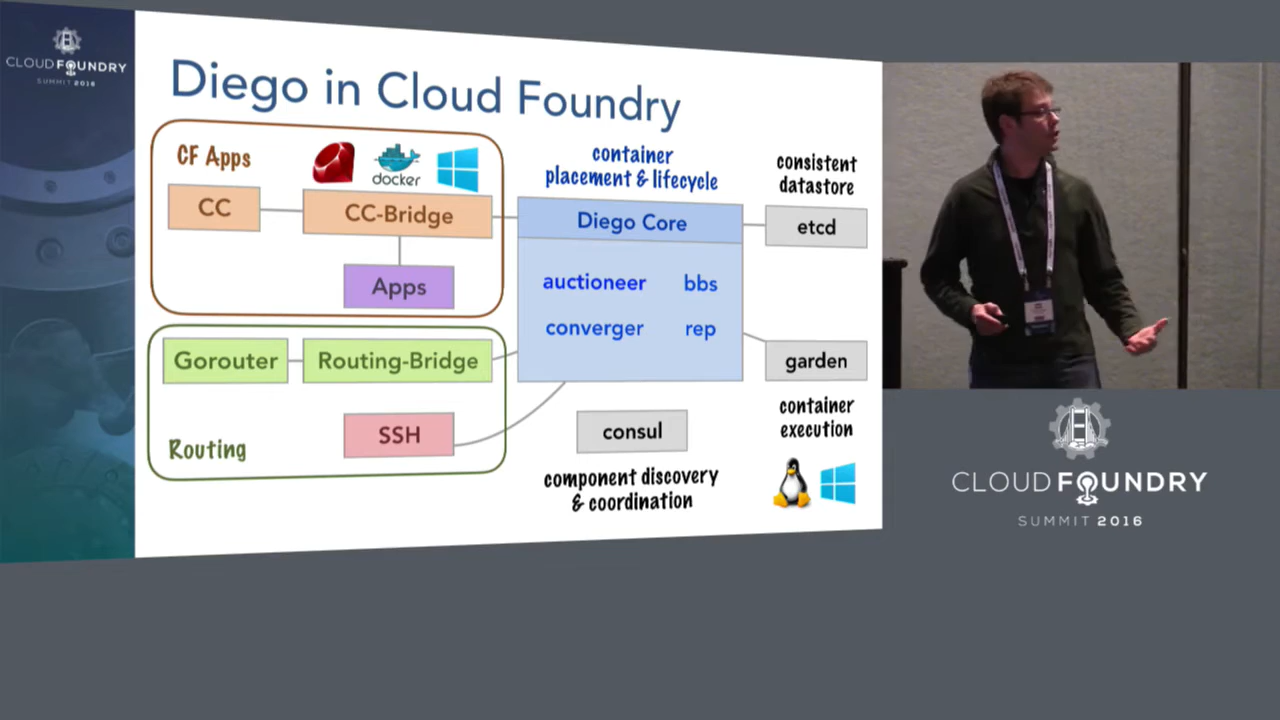 CLOUD FOUNDRY
SUMMIT 2016
Diego in Cloud Foundry
CF Apps
docker
CC
CC-Bridge
Apps
Gorouter
Routing-Bridge
SSH
Routing
container
placement & lifecycle
Diego Core
auctioneer
bbs
converger
rep
consul
component discovery
& coordination
consistent
datastore
etcd
garden
container
execution
CLOUD FOUNDRY
SUMMIT 2016